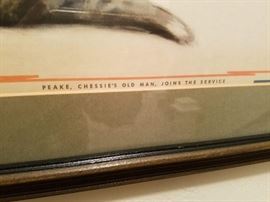 PEAKE, CHESSIE'S OLD MAN, JOINS THE SERVICE